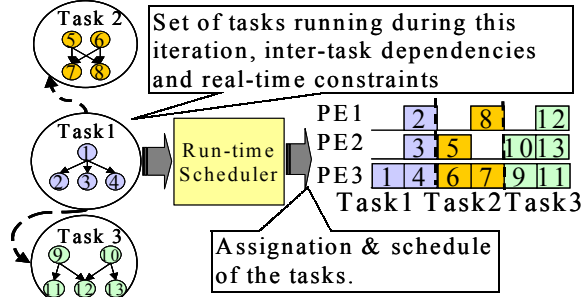 Task 2
5 6
7 8
Set of tasks running during this
iteration, inter-task dependencies
and real-time constraints
Task1
1
2 3 4
Run-time
Scheduler
PE1 2 8 12
PE2 3 5 10 13
PE3 1 4 6 7 9 11
Task1 Task2 Task3
Assignation & schedule
of the tasks.
Task 3
9 10
11 12 13